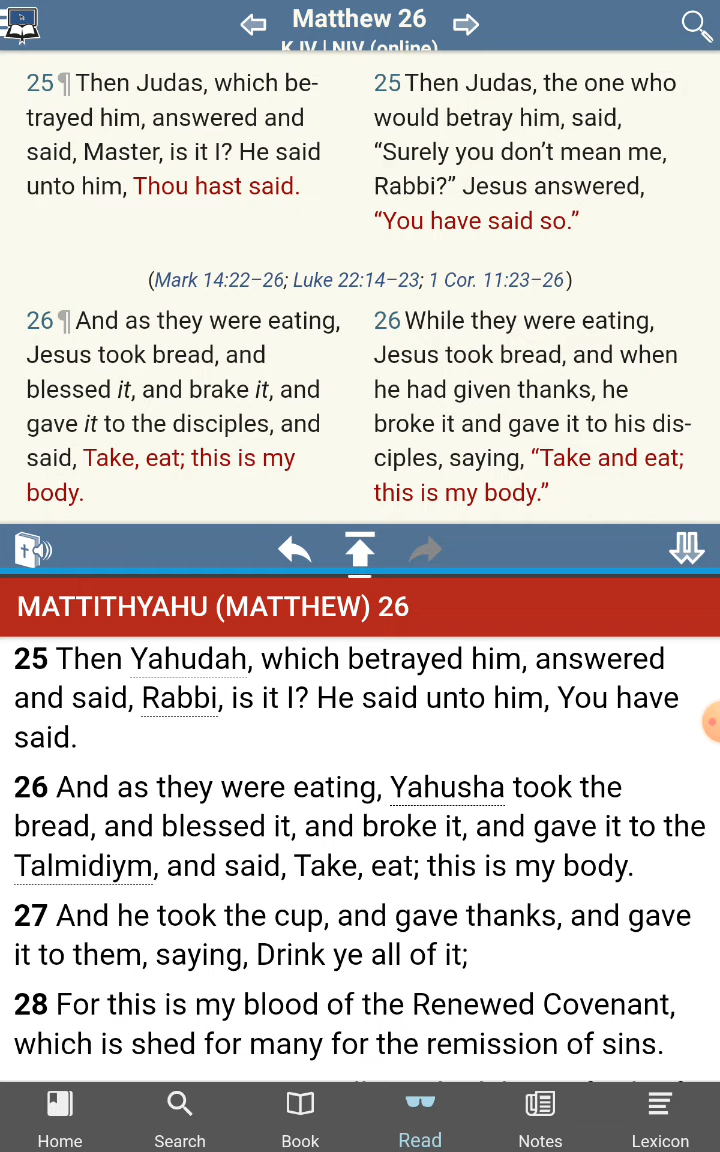 Matthew 26
KJV | NIV (online)
25 ¶ Then Judas, which be-
trayed him, answered and
said, Master, is it I? He said
unto him, Thou hast said.
25 Then Judas, the one who
would betray him, said,
“Surely you don’t mean me,
Rabbi?” Jesus answered,
“You have said so.”
(Mark 14:22–26; Luke 22:14–23; 1 Cor. 11:23–26)
26 ¶ And as they were eating,
Jesus took bread, and
blessed it, and brake it, and
gave it to the disciples, and
said, Take, eat; this is my
body.
26 While they were eating,
Jesus took bread, and when
he had given thanks, he
broke it and gave it to his dis-
ciples, saying, “Take and eat;
this is my body.”
MATTITHYAHU (MATTHEW) 26
25 Then Yahudah, which betrayed him, answered
and said, Rabbi, is it I? He said unto him, You have
said.
26 And as they were eating, Yahusha took the
bread, and blessed it, and broke it, and gave it to the
Talmidiym, and said, Take, eat; this is my body.
27 And he took the cup, and gave thanks, and gave
it to them, saying, Drink ye all of it;
28 For this is my blood of the Renewed Covenant,
which is shed for many for the remission of sins.
Home
Search
Book
Read
Notes
Lexicon